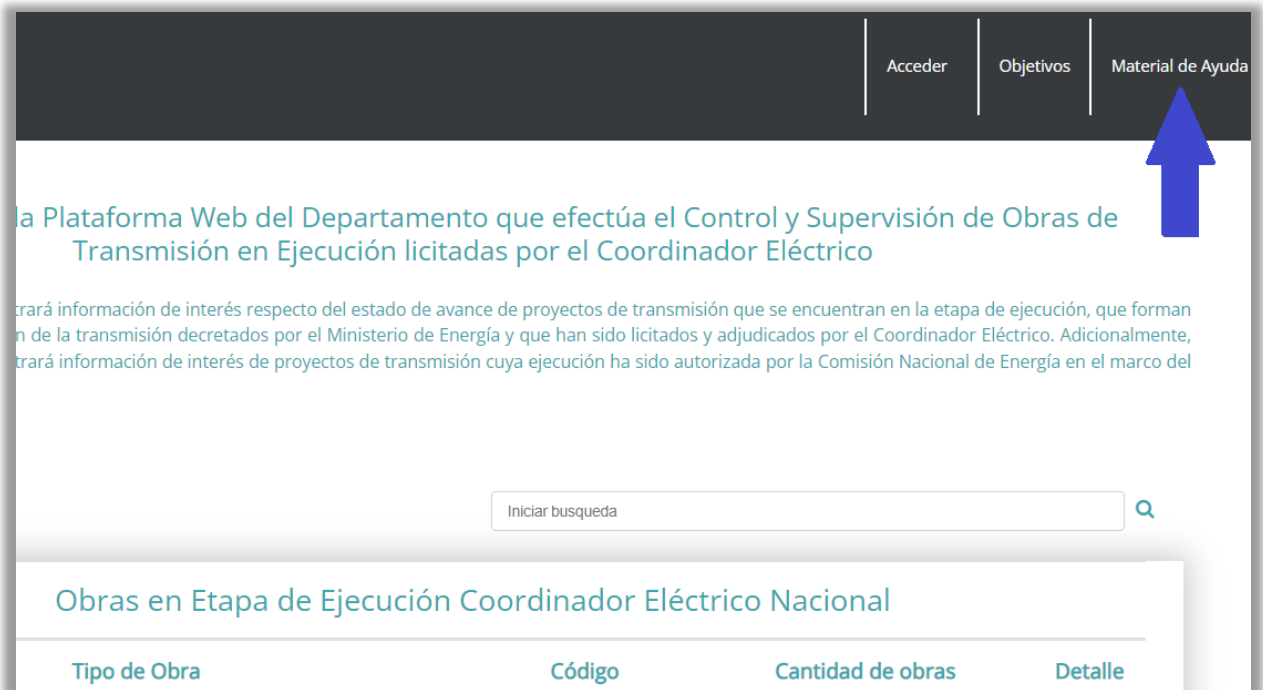 Acceder
Objetivos
Material de Ayuda
la Plataforma Web del Departamento que efectúa el Control y Supervisión de Obras de
Transmisión en Ejecución licitadas por el Coordinador Eléctrico
trará información de interés respecto del estado de avance de proyectos de transmisión que se encuentran en la etapa de ejecución, que forman
n de la transmisión decretados por el Ministerio de Energía y que han sido licitados y adjudicados por el Coordinador Eléctrico. Adicionalmente,
trará información de interés de proyectos de transmisión cuya ejecución ha sido autorizada por la Comisión Nacional de Energía en el marco del
Iniciar busqueda
Obras en Etapa de Ejecución Coordinador Eléctrico Nacional
Tipo de Obra Código Cantidad de obras Detalle